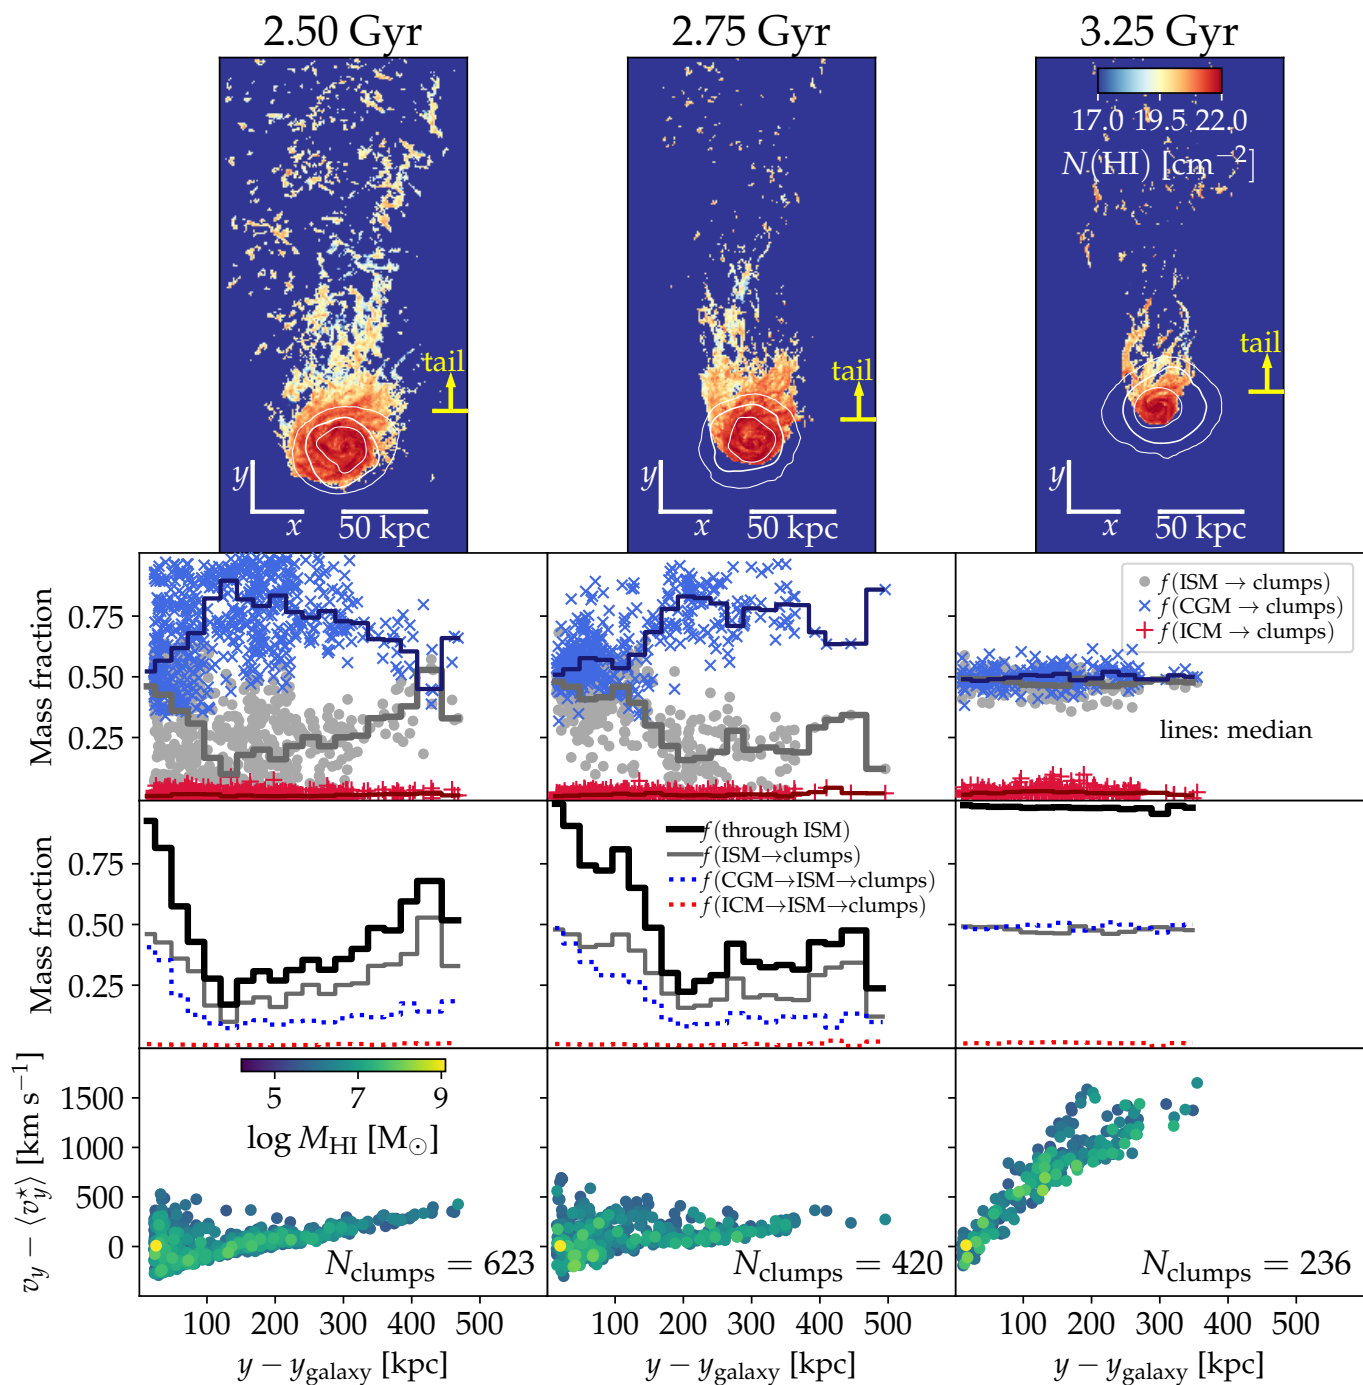 2.50 Gyr
2.75 Gyr
3.25 Gyr
17.0 19.5 22.0
N(HI) [cm⁻²]
tail
tail
tail
y
x
50 kpc
y
x
50 kpc
y
x
50 kpc
Mass fraction
0.75
0.50
0.25
f(ISM → clumps)
f(CGM → clumps)
f(ICM → clumps)
lines: median
Mass fraction
0.75
0.50
0.25
f(through ISM)
f(ISM→clumps)
f(CGM→ISM→clumps)
f(ICM→ISM→clumps)
v_y − ⟨v_y^⋆⟩ [km s⁻¹]
1500
1000
500
0
5 7 9
log M_HI [M_⊙]
N_clumps = 623
N_clumps = 420
N_clumps = 236
100 200 300 400 500
100 200 300 400 500
100 200 300 400 500
y − y_galaxy [kpc]
y − y_galaxy [kpc]
y − y_galaxy [kpc]